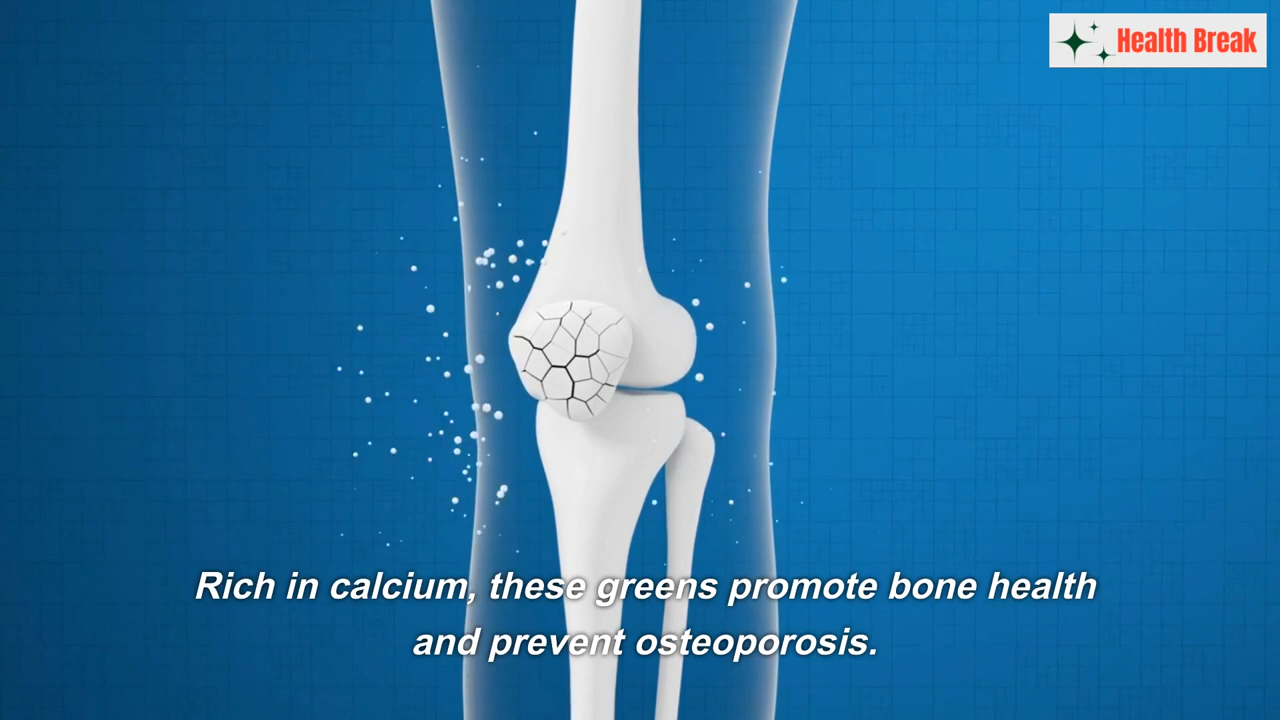 Health Break
Rich in calcium, these greens promote bone health
and prevent osteoporosis.